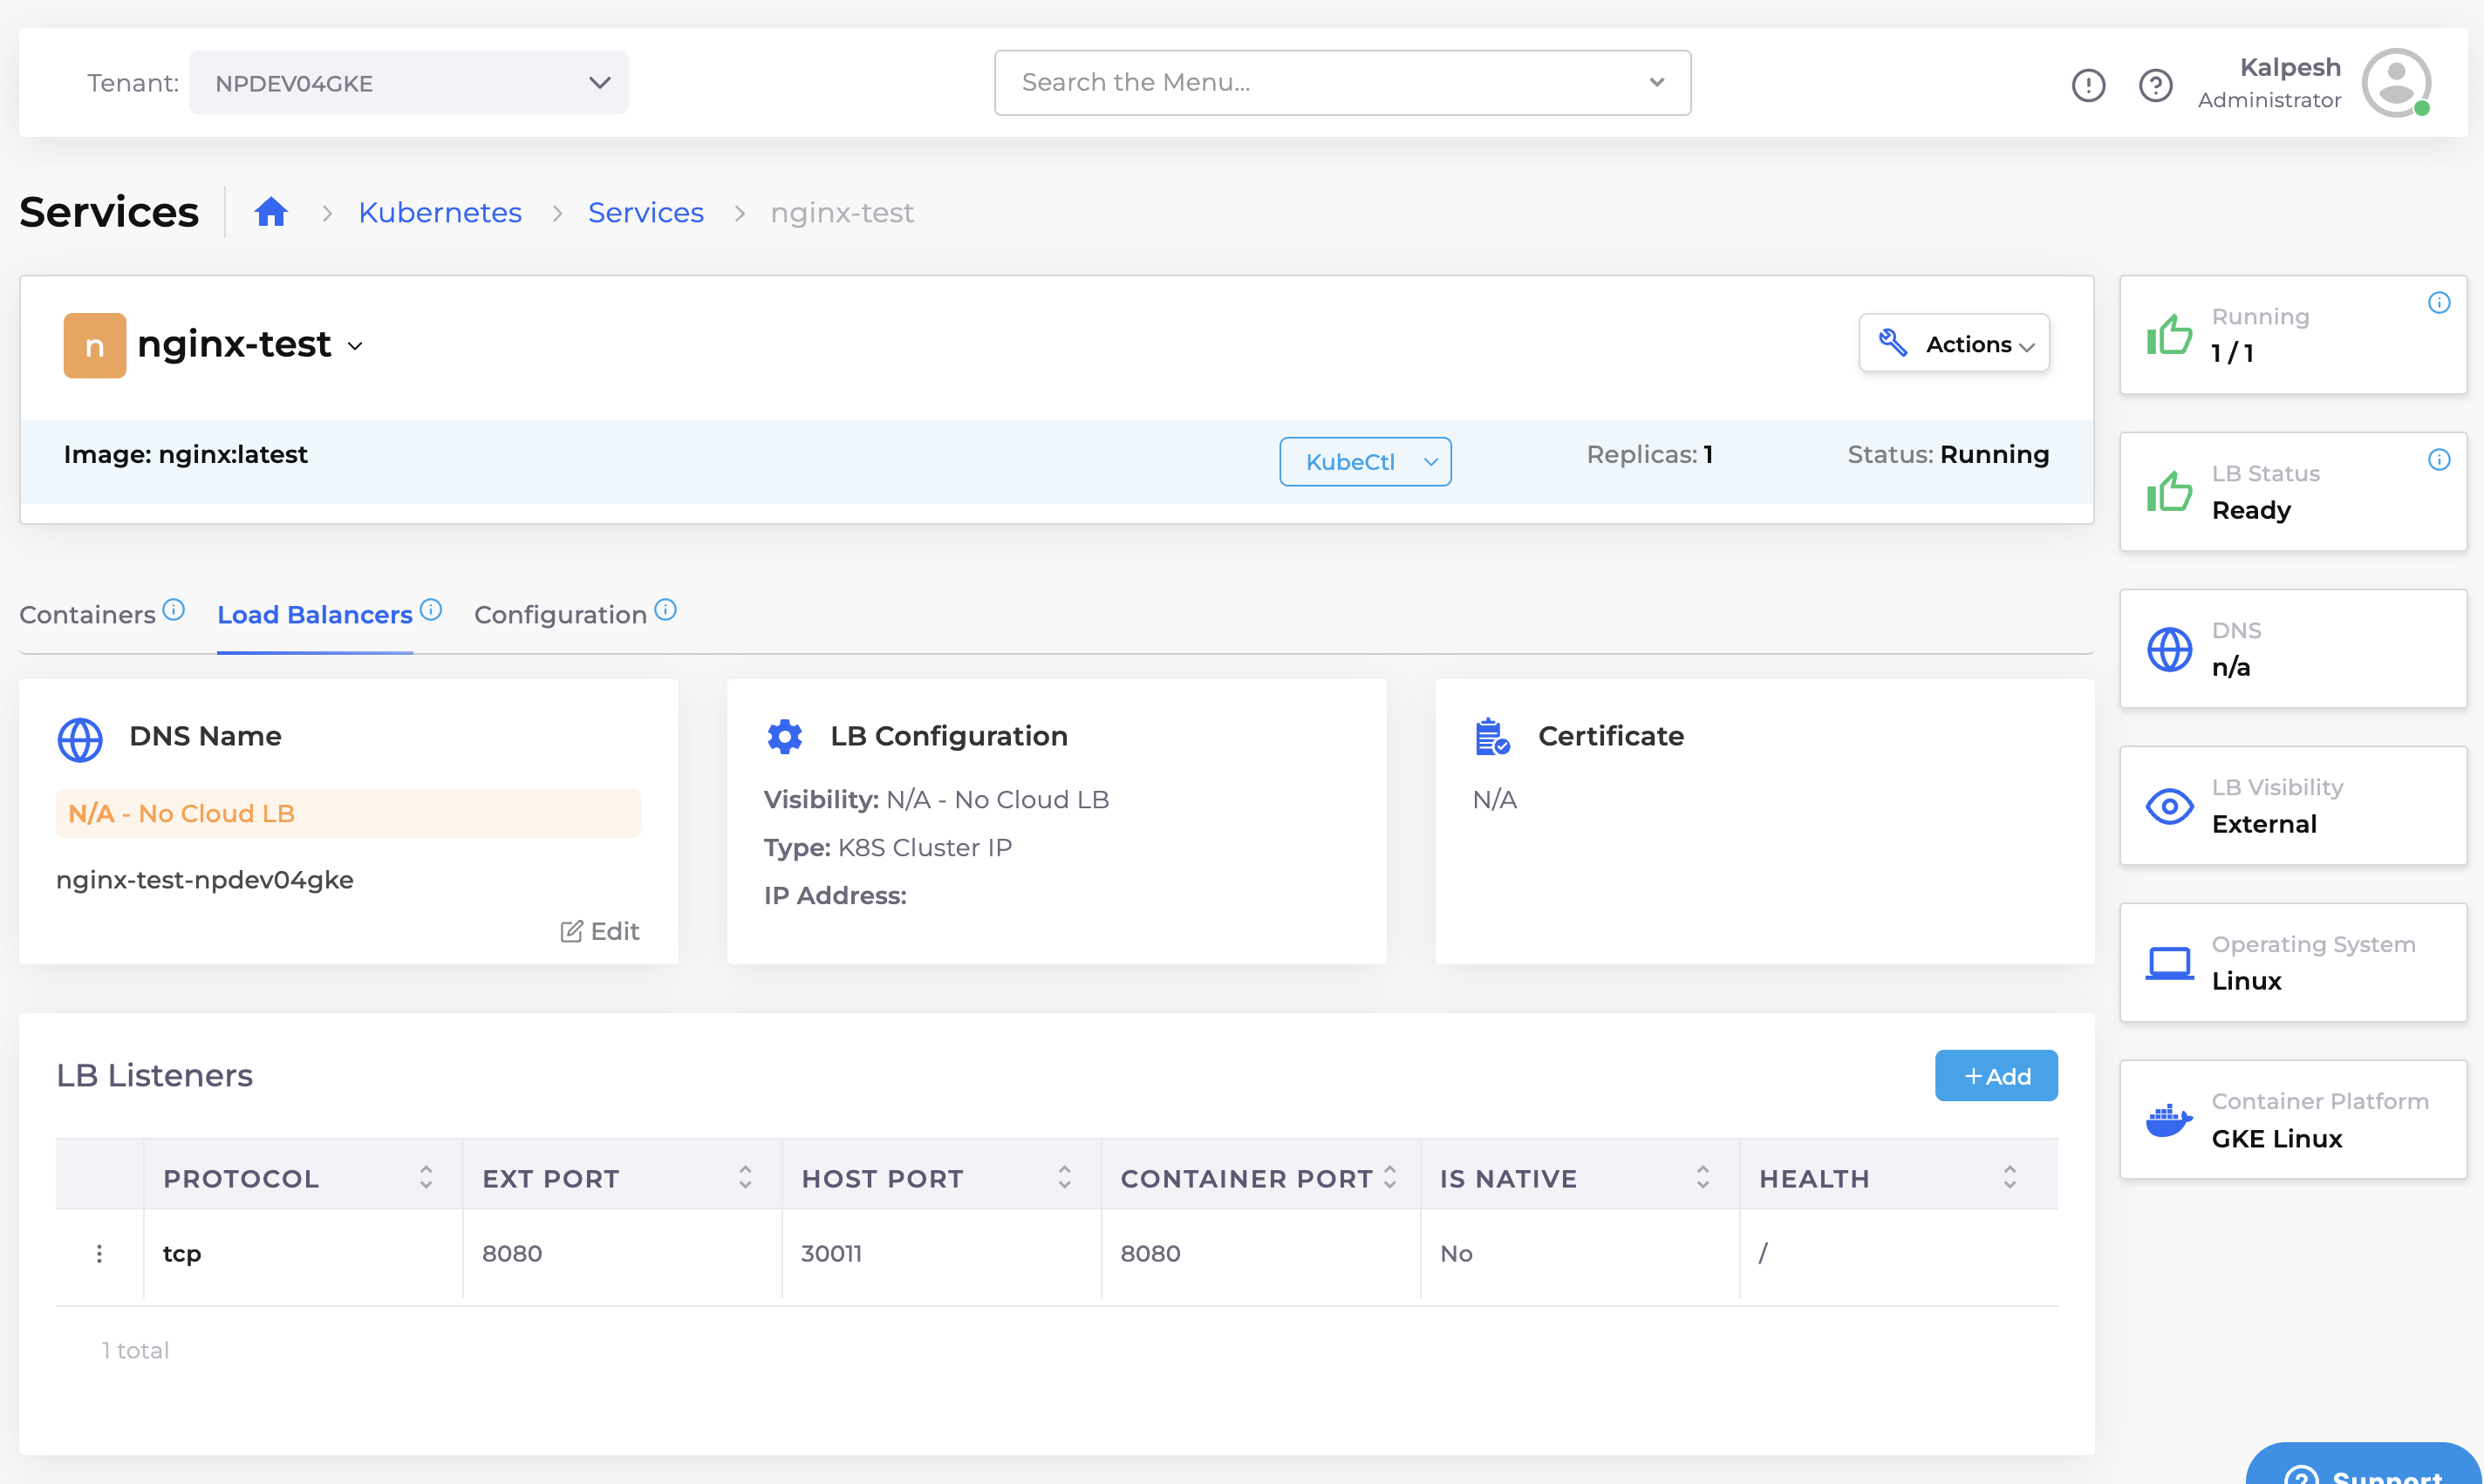 Tenant: NPDEV04GKE
Search the Menu...
Kalpesh
Administrator
Services
Kubernetes
Services
nginx-test
n nginx-test
Actions
Image: nginx:latest
KubeCtl
Replicas: 1
Status: Running
Running
1 / 1
LB Status
Ready
DNS
n/a
LB Visibility
External
Operating System
Linux
Container Platform
GKE Linux
Containers
Load Balancers
Configuration
DNS Name
N/A - No Cloud LB
nginx-test-npdev04gke
Edit
LB Configuration
Visibility: N/A - No Cloud LB
Type: K8S Cluster IP
IP Address:
Certificate
N/A
LB Listeners
+ Add
PROTOCOL EXT PORT HOST PORT CONTAINER PORT IS NATIVE HEALTH
tcp 8080 30011 8080 No /
1 total
Support